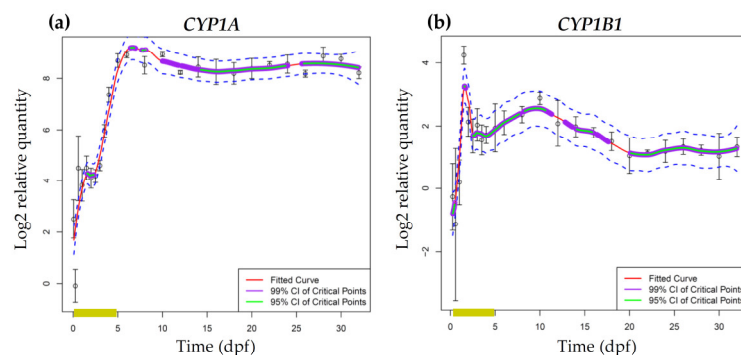 (a)
CYP1A
Log2 relative quantity
8
6
4
2
0
Fitted Curve
99% CI of Critical Points
95% CI of Critical Points
0 5 10 15 20 25 30
Time (dpf)
(b)
CYP1B1
Log2 relative quantity
4
2
0
-2
Fitted Curve
99% CI of Critical Points
95% CI of Critical Points
0 5 10 15 20 25 30
Time (dpf)